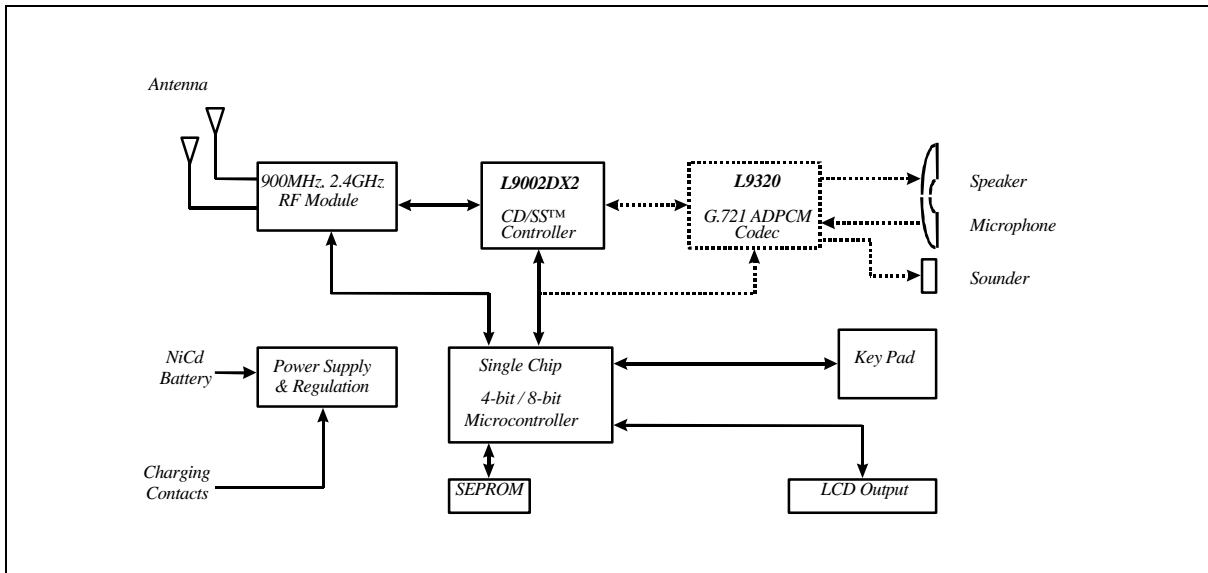 Antenna
900MHz. 2.4GHz
RF Module
L9002DX2
CD/SS™
Controller
L9320
G.721 ADPCM
Codec
Speaker
Microphone
Sounder
NiCd
Battery
Power Supply
& Regulation
Single Chip
4-bit / 8-bit
Microcontroller
Key Pad
Charging
Contacts
SEPROM
LCD Output